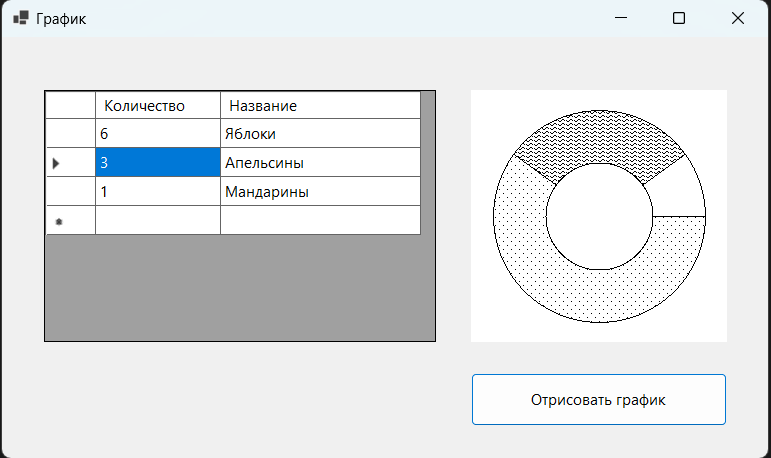 График
Количество Название
6 Яблоки
3 Апельсины
1 Мандарины
Отрисовать график